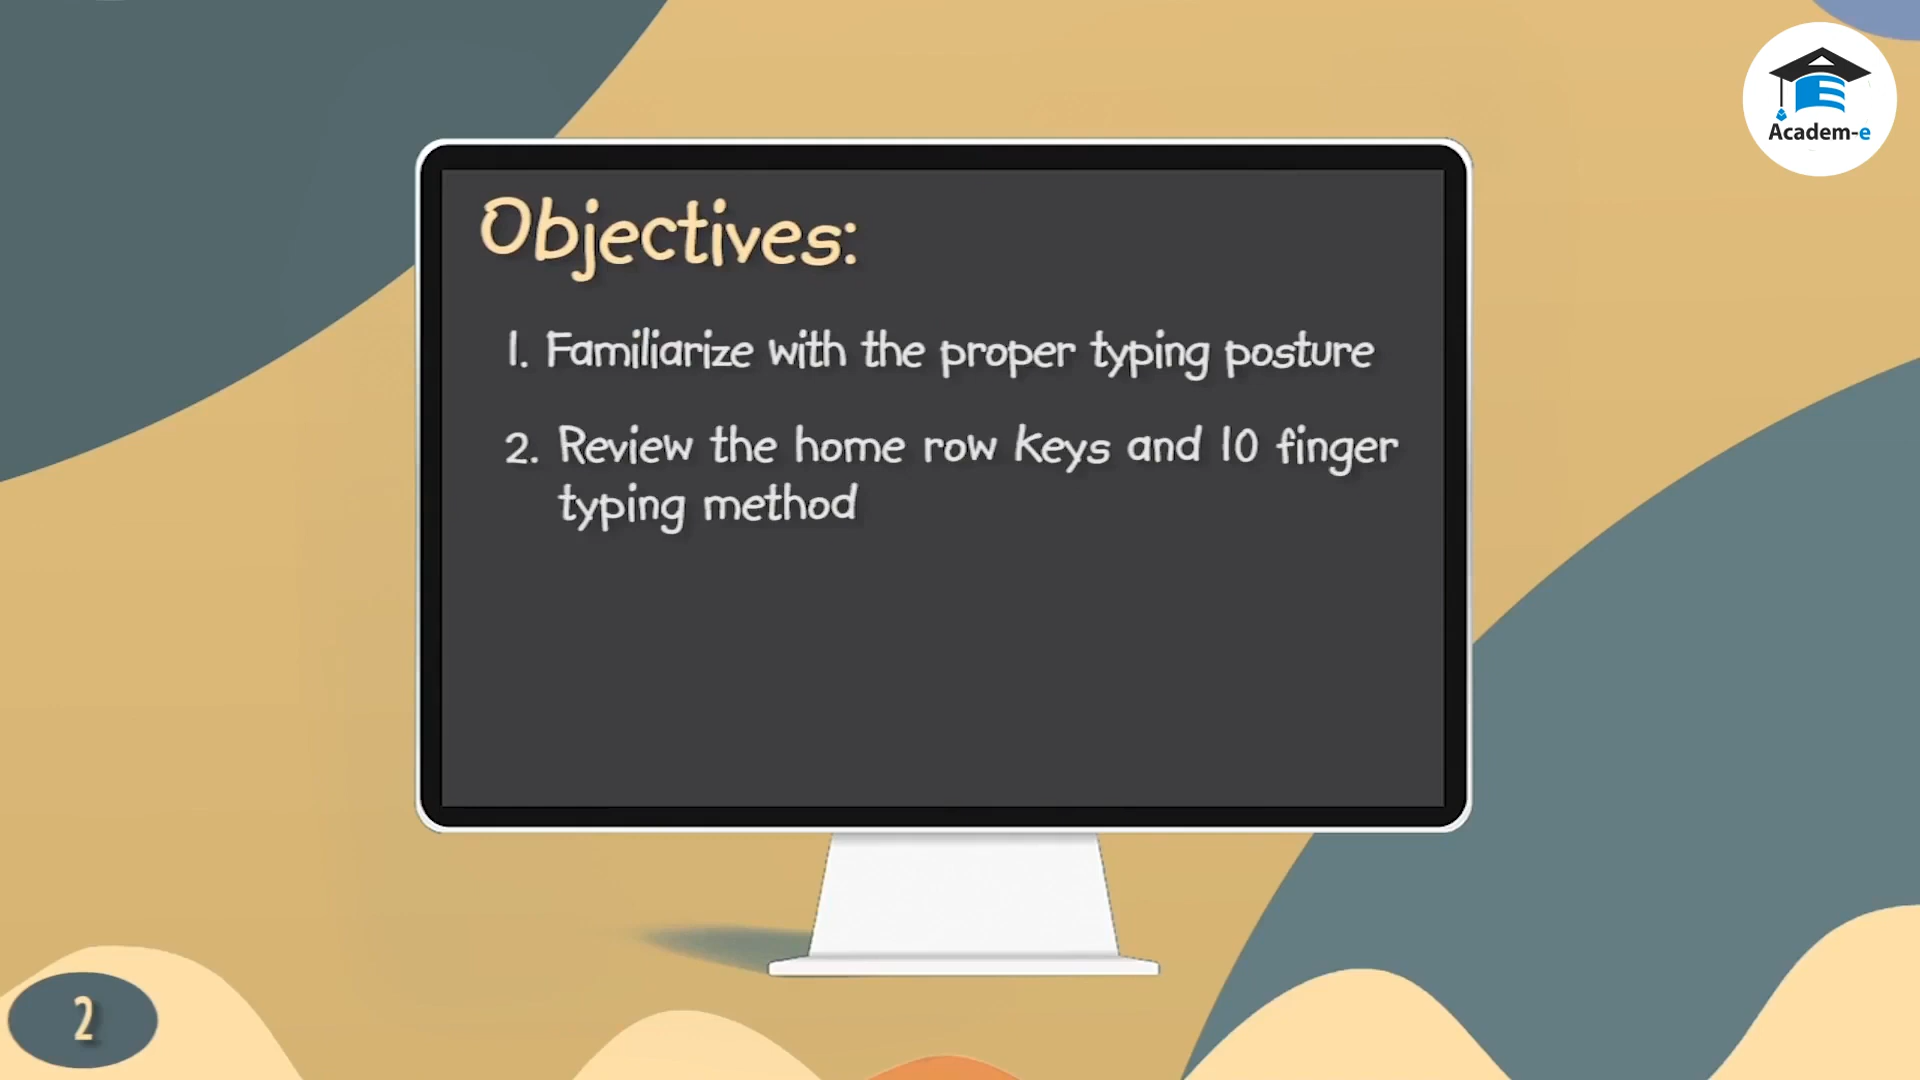 Academ-e
Objectives:
1. Familiarize with the proper typing posture
2. Review the home row keys and 10 finger
typing method
2